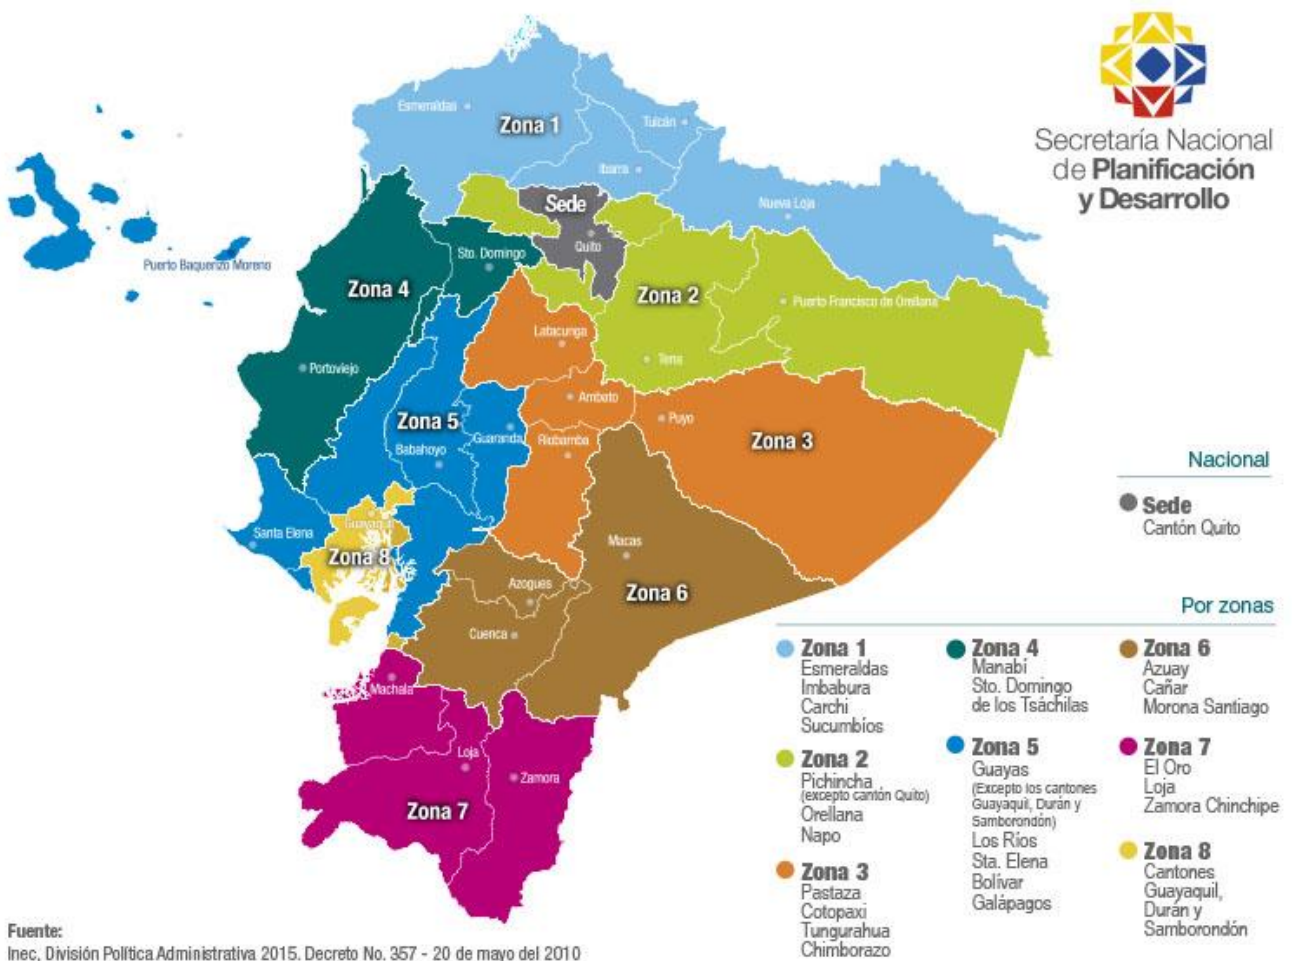 Secretaría Nacional
de Planificación
y Desarrollo
Esmeraldas
Zona 1
Tulcán
Ibarra
Nueva Loja
Sede
Quito
Puerto Baquerizo Moreno
Sto. Domingo
Zona 4
Zona 2
Puerto Francisco de Orellana
Latacunga
Tena
Portoviejo
Ambato
Puyo
Zona 5
Guaranda
Riobamba
Zona 3
Babahoyo
Guayaquil
Santa Elena
Zona 8
Macas
Azogues
Zona 6
Cuenca
Machala
Loja
Zamora
Zona 7
Nacional
Sede
Cantón Quito
Por zonas
Zona 1
Esmeraldas
Imbabura
Carchi
Sucumbíos
Zona 2
Pichincha
(excepto cantón Quito)
Orellana
Napo
Zona 3
Pastaza
Cotopaxi
Tungurahua
Chimborazo
Zona 4
Manabí
Sto. Domingo
de los Tsáchilas
Zona 5
Guayas
(Excepto los cantones
Guayaquil, Durán y
Samborondón)
Los Ríos
Sta. Elena
Bolívar
Galápagos
Zona 6
Azuay
Cañar
Morona Santiago
Zona 7
El Oro
Loja
Zamora Chinchipe
Zona 8
Cantones
Guayaquil,
Durán y
Samborondón
Fuente:
Inec, División Política Administrativa 2015. Decreto No. 357 - 20 de mayo del 2010